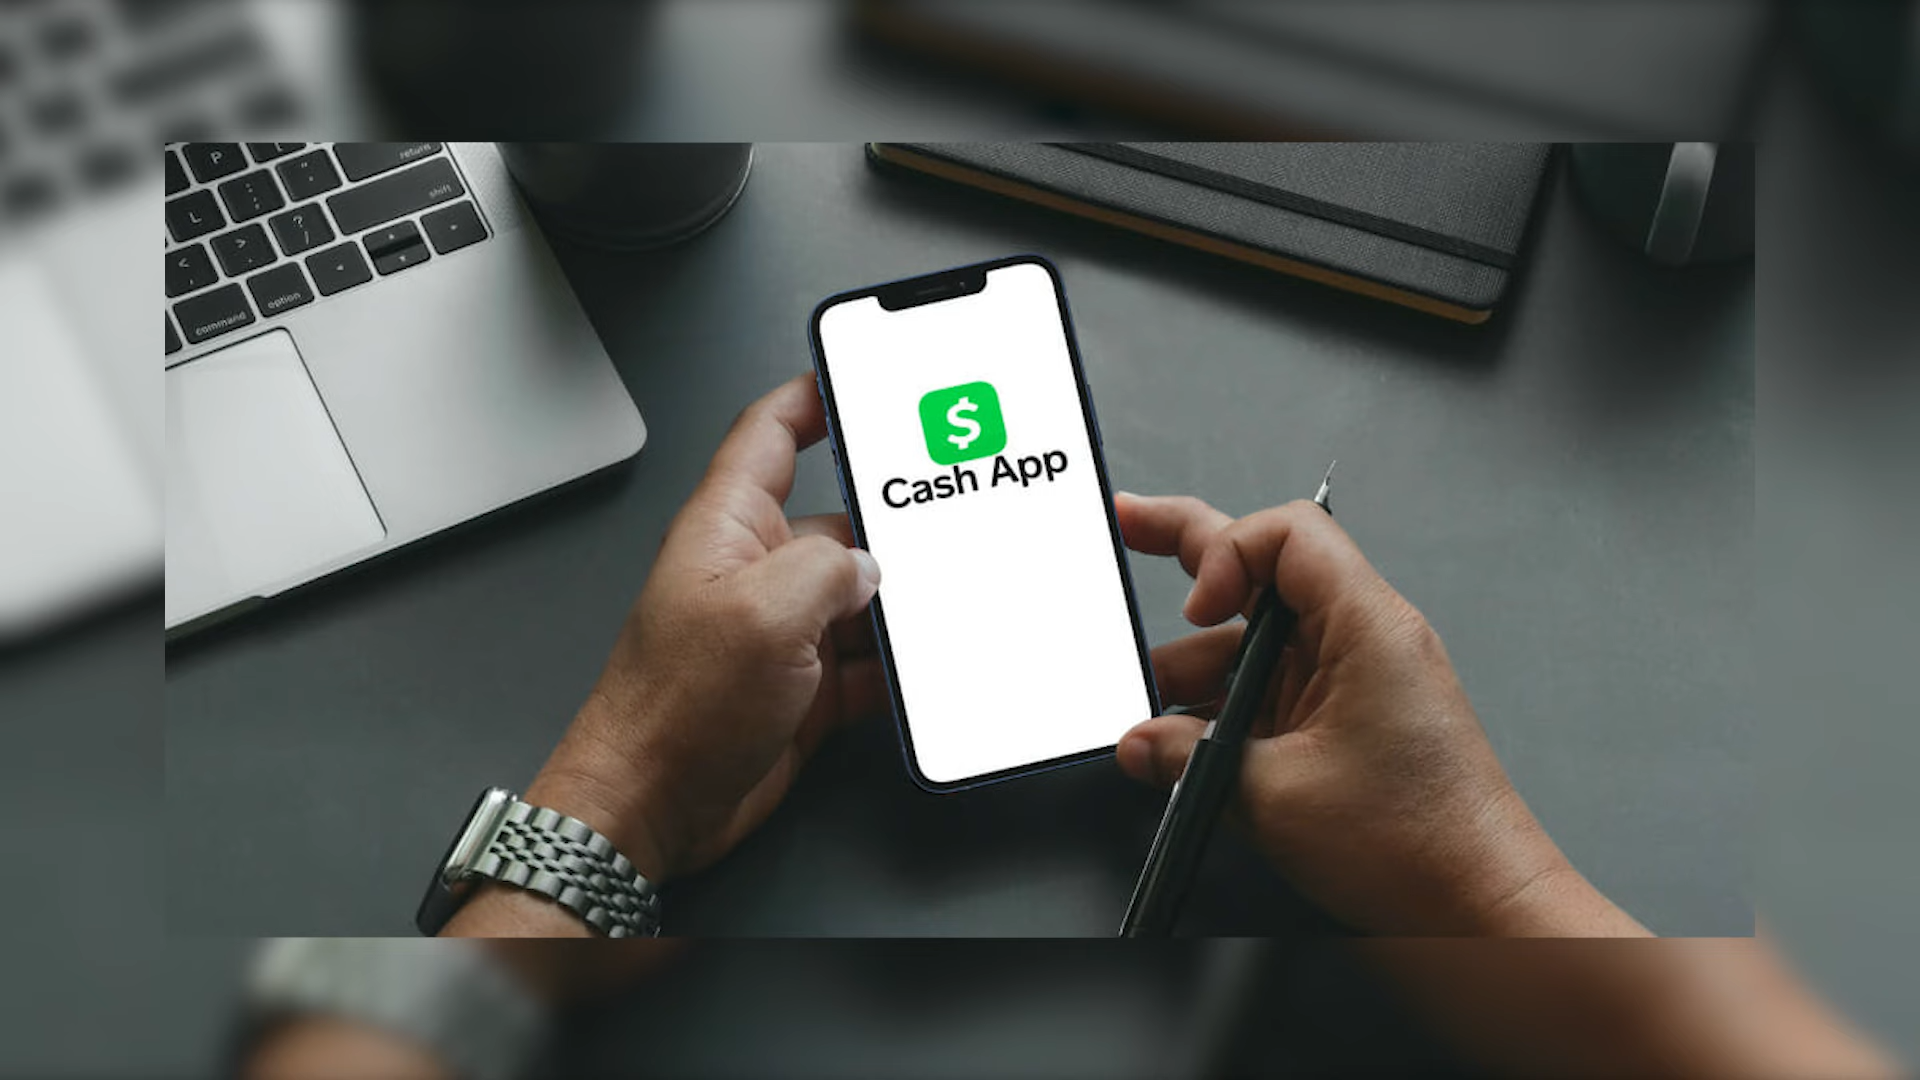 P
return
L
shift
command
option
$
Cash App